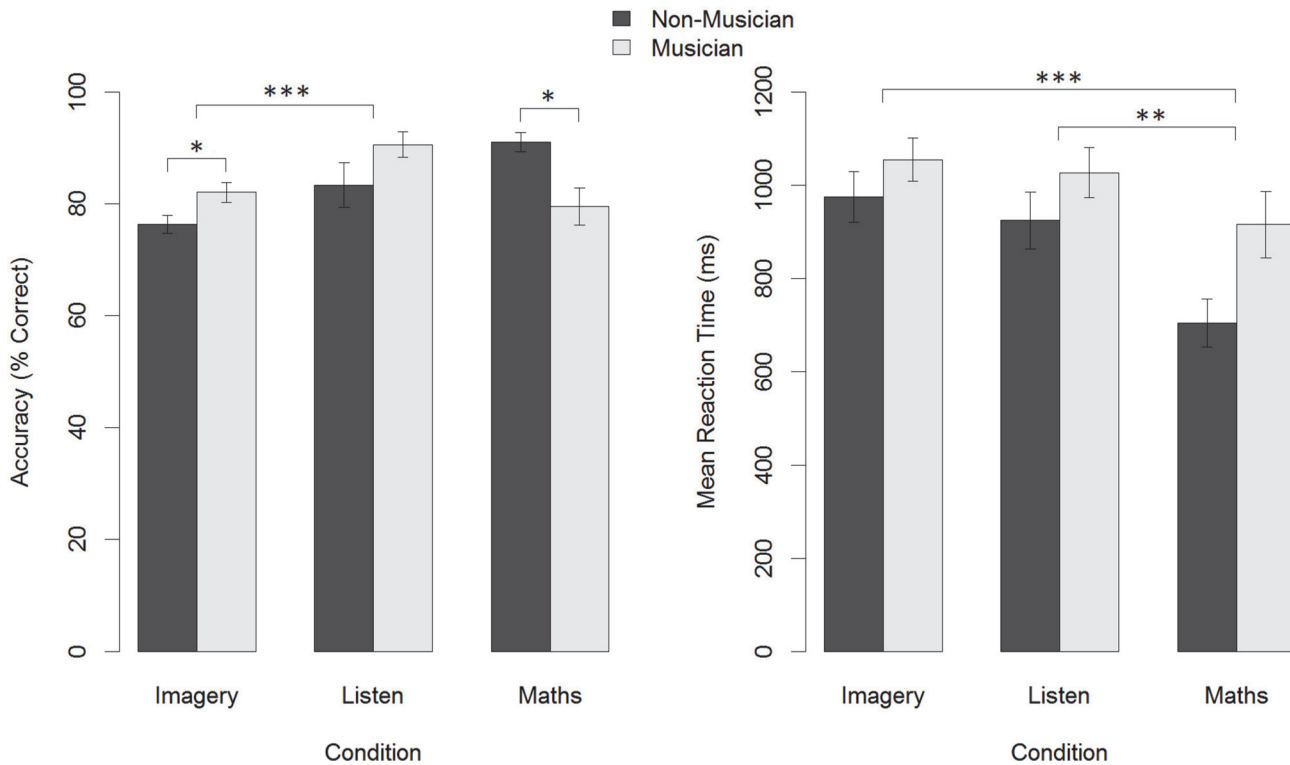 Non-Musician
Musician
Accuracy (% Correct)
100
80
60
40
20
0
***
*
*
Imagery
Listen
Maths
Condition
Mean Reaction Time (ms)
1200
1000
800
600
400
200
0
***
**
Imagery
Listen
Maths
Condition